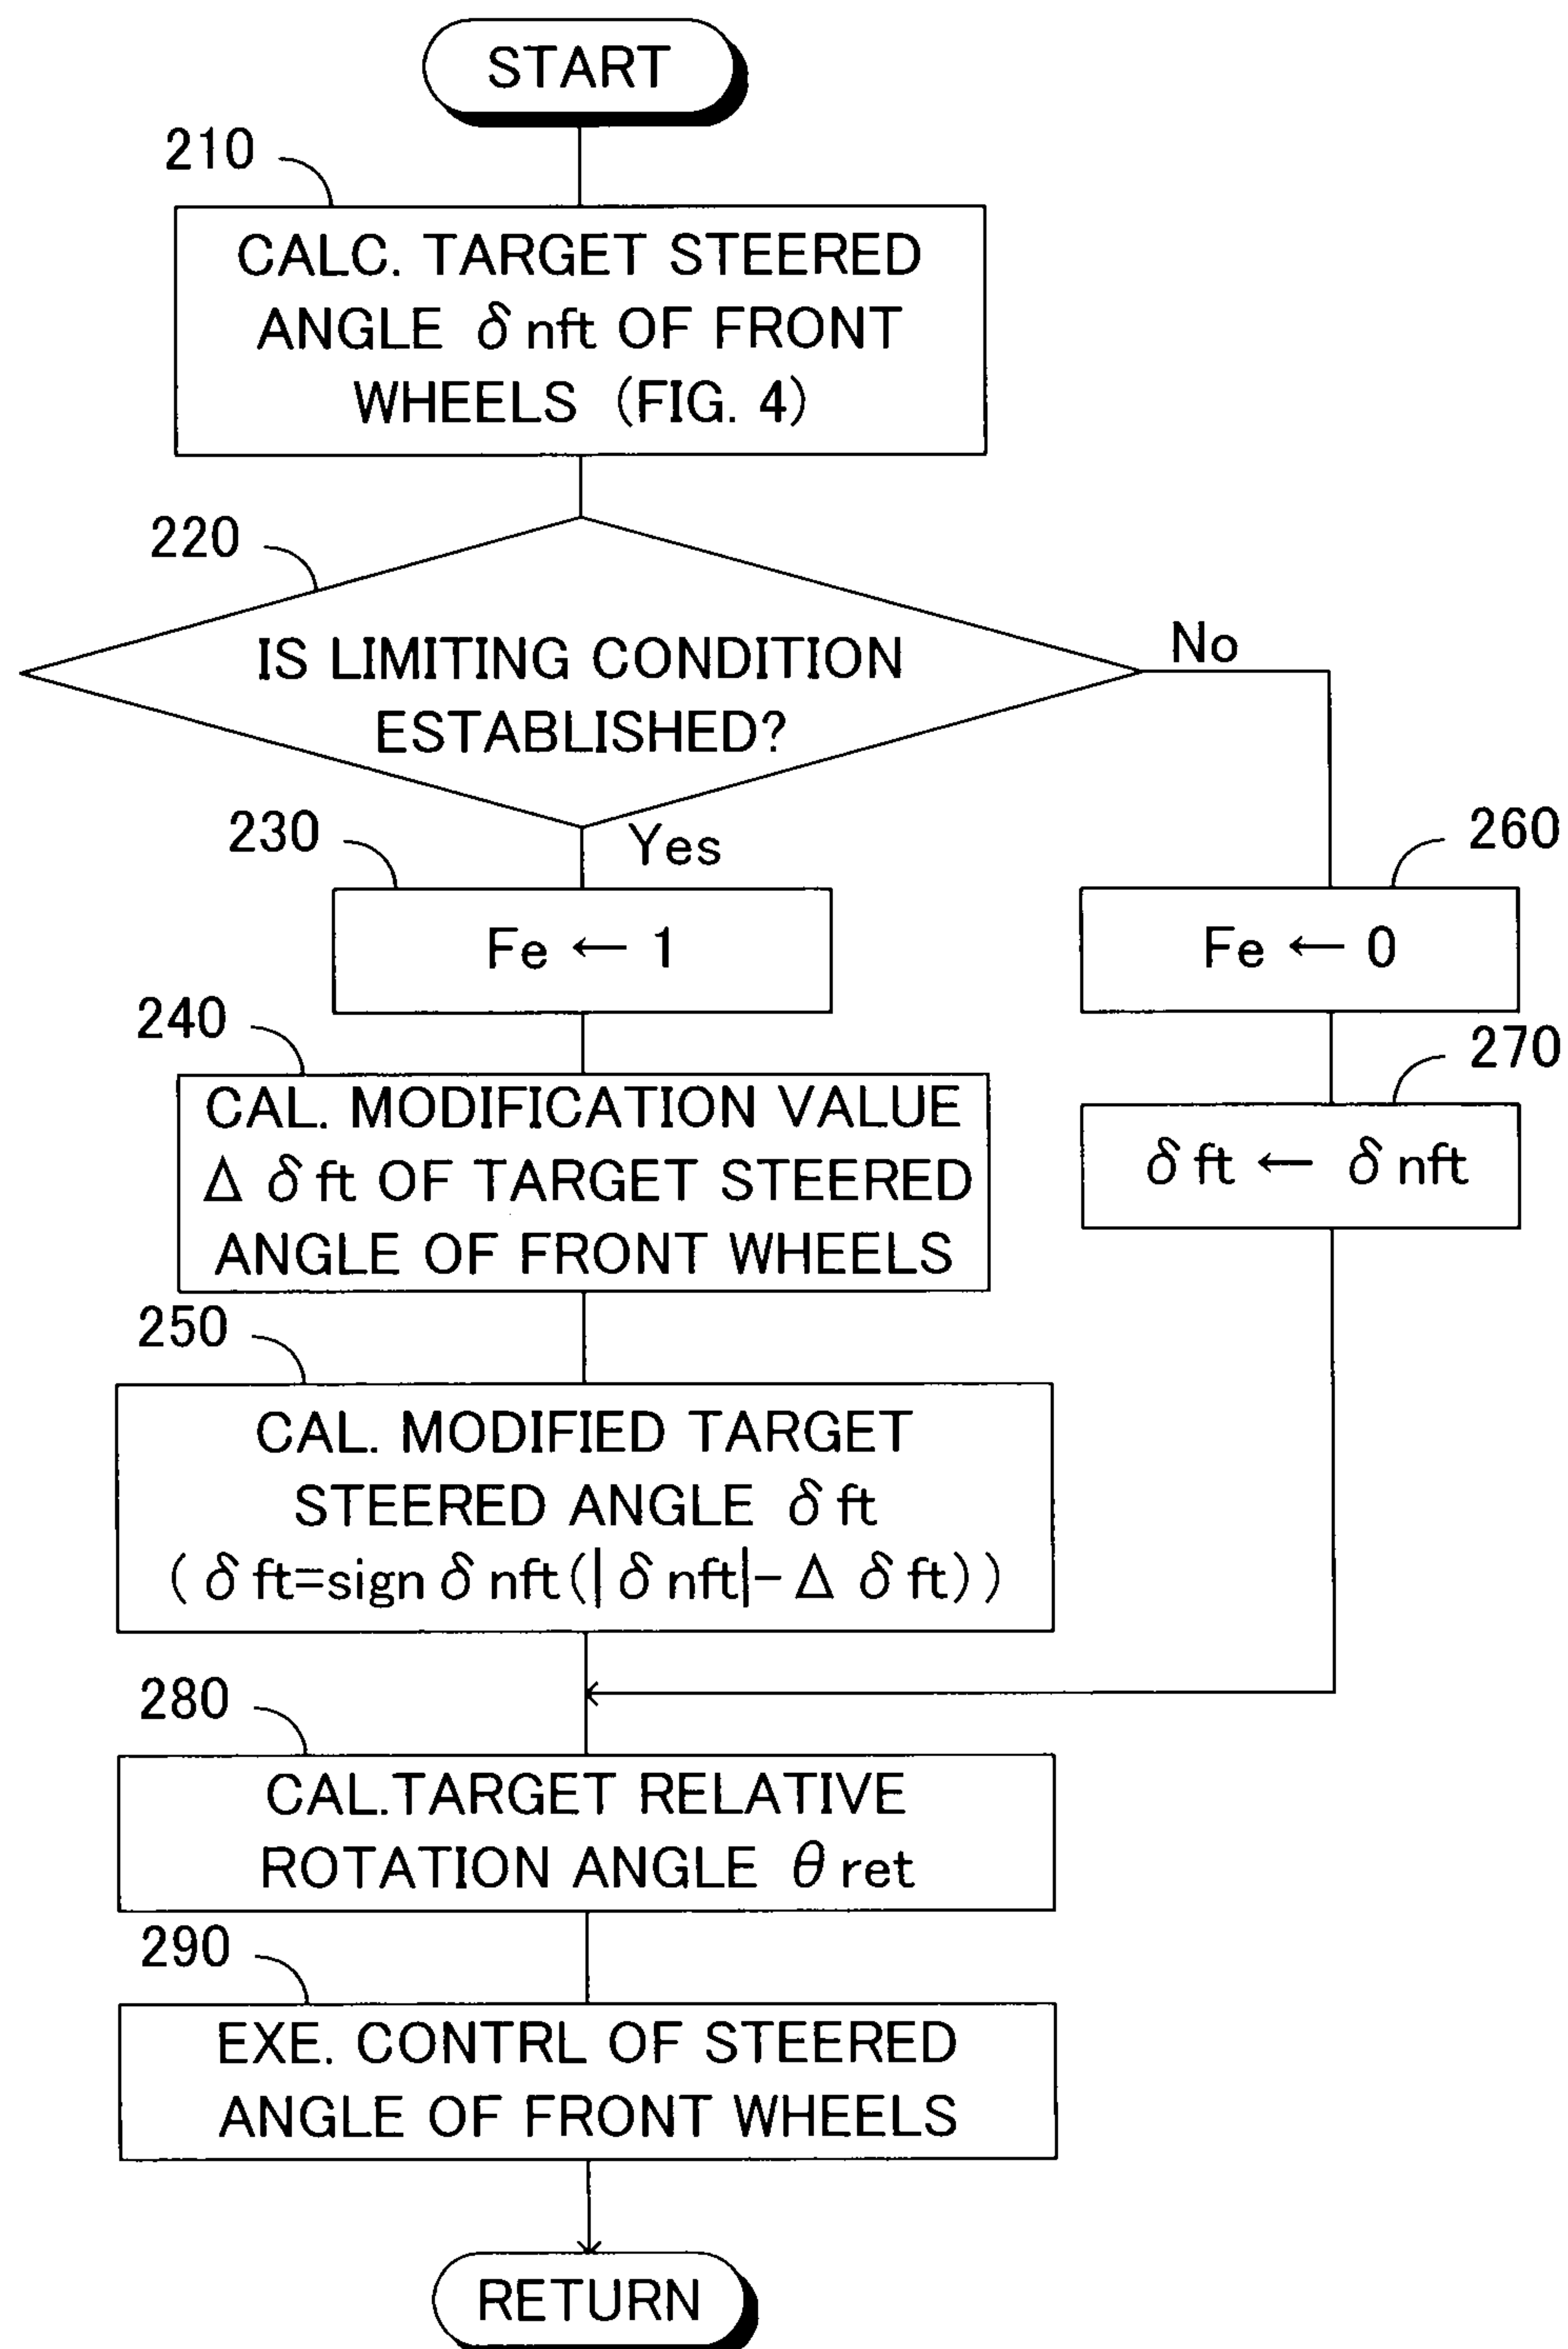 START
210
CALC. TARGET STEERED
ANGLE δnft OF FRONT
WHEELS (FIG. 4)
220
IS LIMITING CONDITION
ESTABLISHED?
No
Yes
230
Fe ← 1
260
Fe ← 0
240
CAL. MODIFICATION VALUE
Δ δft OF TARGET STEERED
ANGLE OF FRONT WHEELS
270
δft ← δnft
250
CAL. MODIFIED TARGET
STEERED ANGLE δft
(δft=sign δnft(|δnft|-Δ δft))
280
CAL.TARGET RELATIVE
ROTATION ANGLE θret
290
EXE. CONTRL OF STEERED
ANGLE OF FRONT WHEELS
RETURN